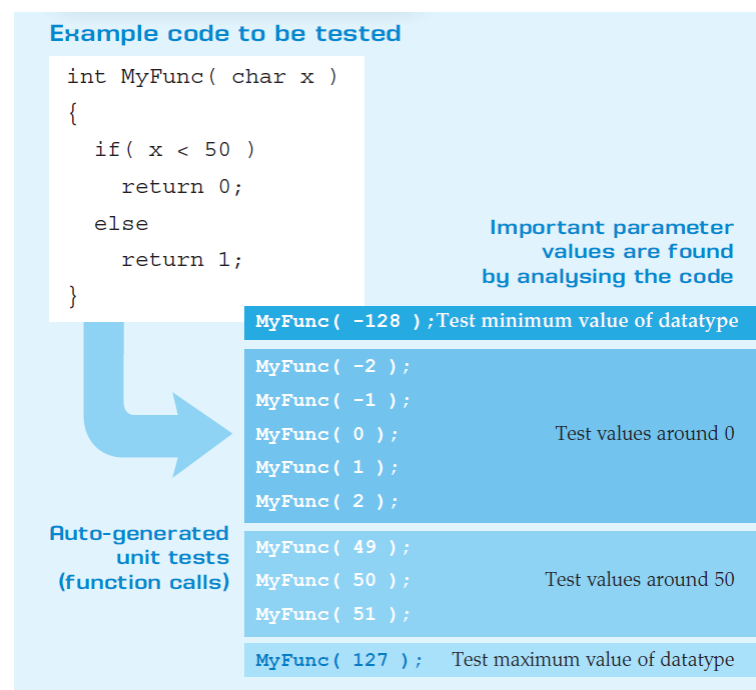 Example code to be tested
int MyFunc( char x )
{
if( x < 50 )
return 0;
else
return 1;
}
Important parameter
values are found
by analysing the code
MyFunc( -128 ); Test minimum value of datatype
MyFunc( -2 );
MyFunc( -1 );
MyFunc( 0 ); Test values around 0
MyFunc( 1 );
MyFunc( 2 );
Auto-generated
unit tests
(function calls)
MyFunc( 49 );
MyFunc( 50 ); Test values around 50
MyFunc( 51 );
MyFunc( 127 ); Test maximum value of datatype